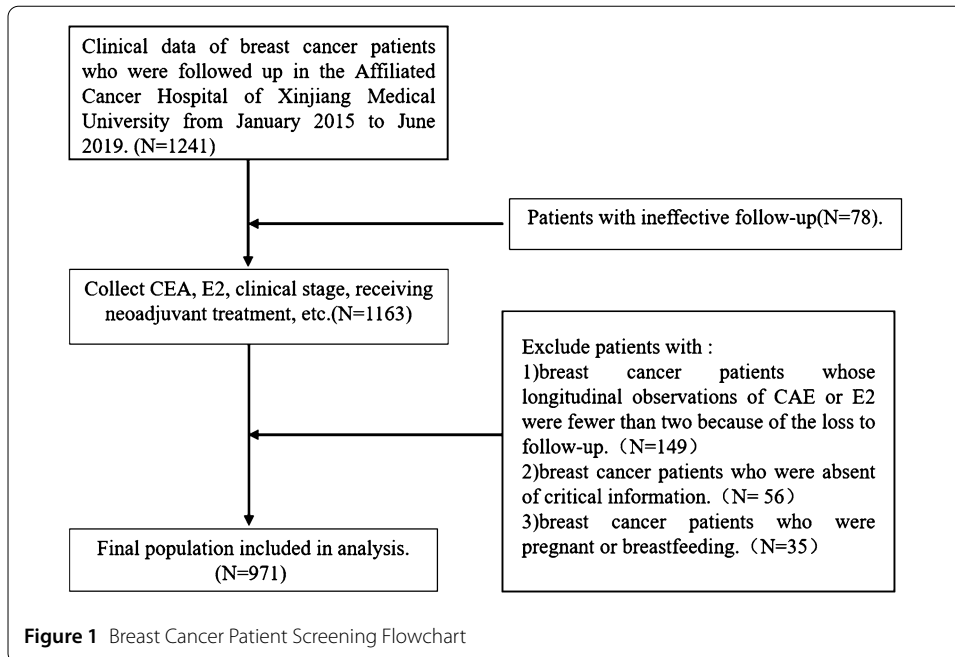 Clinical data of breast cancer patients
who were followed up in the Affiliated
Cancer Hospital of Xinjiang Medical
University from January 2015 to June
2019. (N=1241)
Patients with ineffective follow-up(N=78).
Collect CEA, E2, clinical stage, receiving
neoadjuvant treatment, etc.(N=1163)
Exclude patients with :
1)breast cancer patients whose
longitudinal observations of CAE or E2
were fewer than two because of the loss to
follow-up.（N=149）
2)breast cancer patients who were absent
of critical information.（N= 56）
3)breast cancer patients who were
pregnant or breastfeeding.（N=35）
Final population included in analysis.
(N=971)
Figure 1 Breast Cancer Patient Screening Flowchart